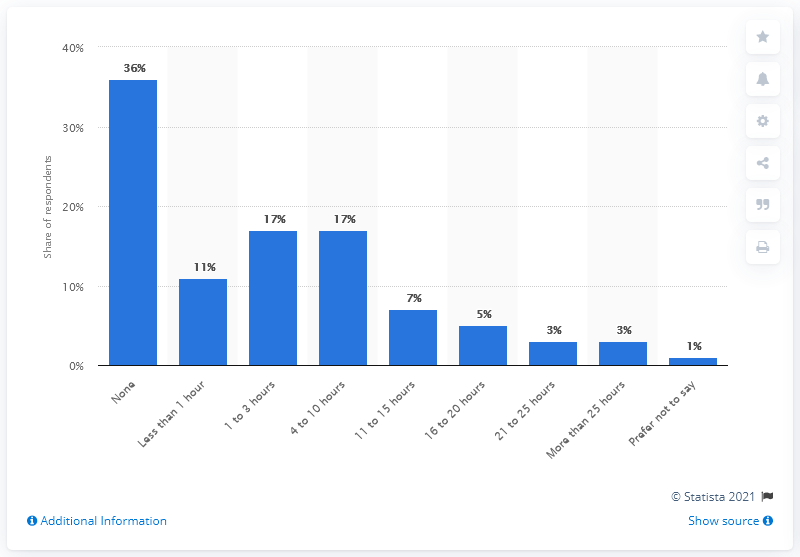 40%
30%
20%
10%
0%
Share of respondents
36%
11%
17%
17%
7%
5%
3%
3%
1%
None
Less than 1 hour
1 to 3 hours
4 to 10 hours
11 to 15 hours
16 to 20 hours
21 to 25 hours
More than 25 hours
Prefer not to say
© Statista 2021
Additional Information
Show source